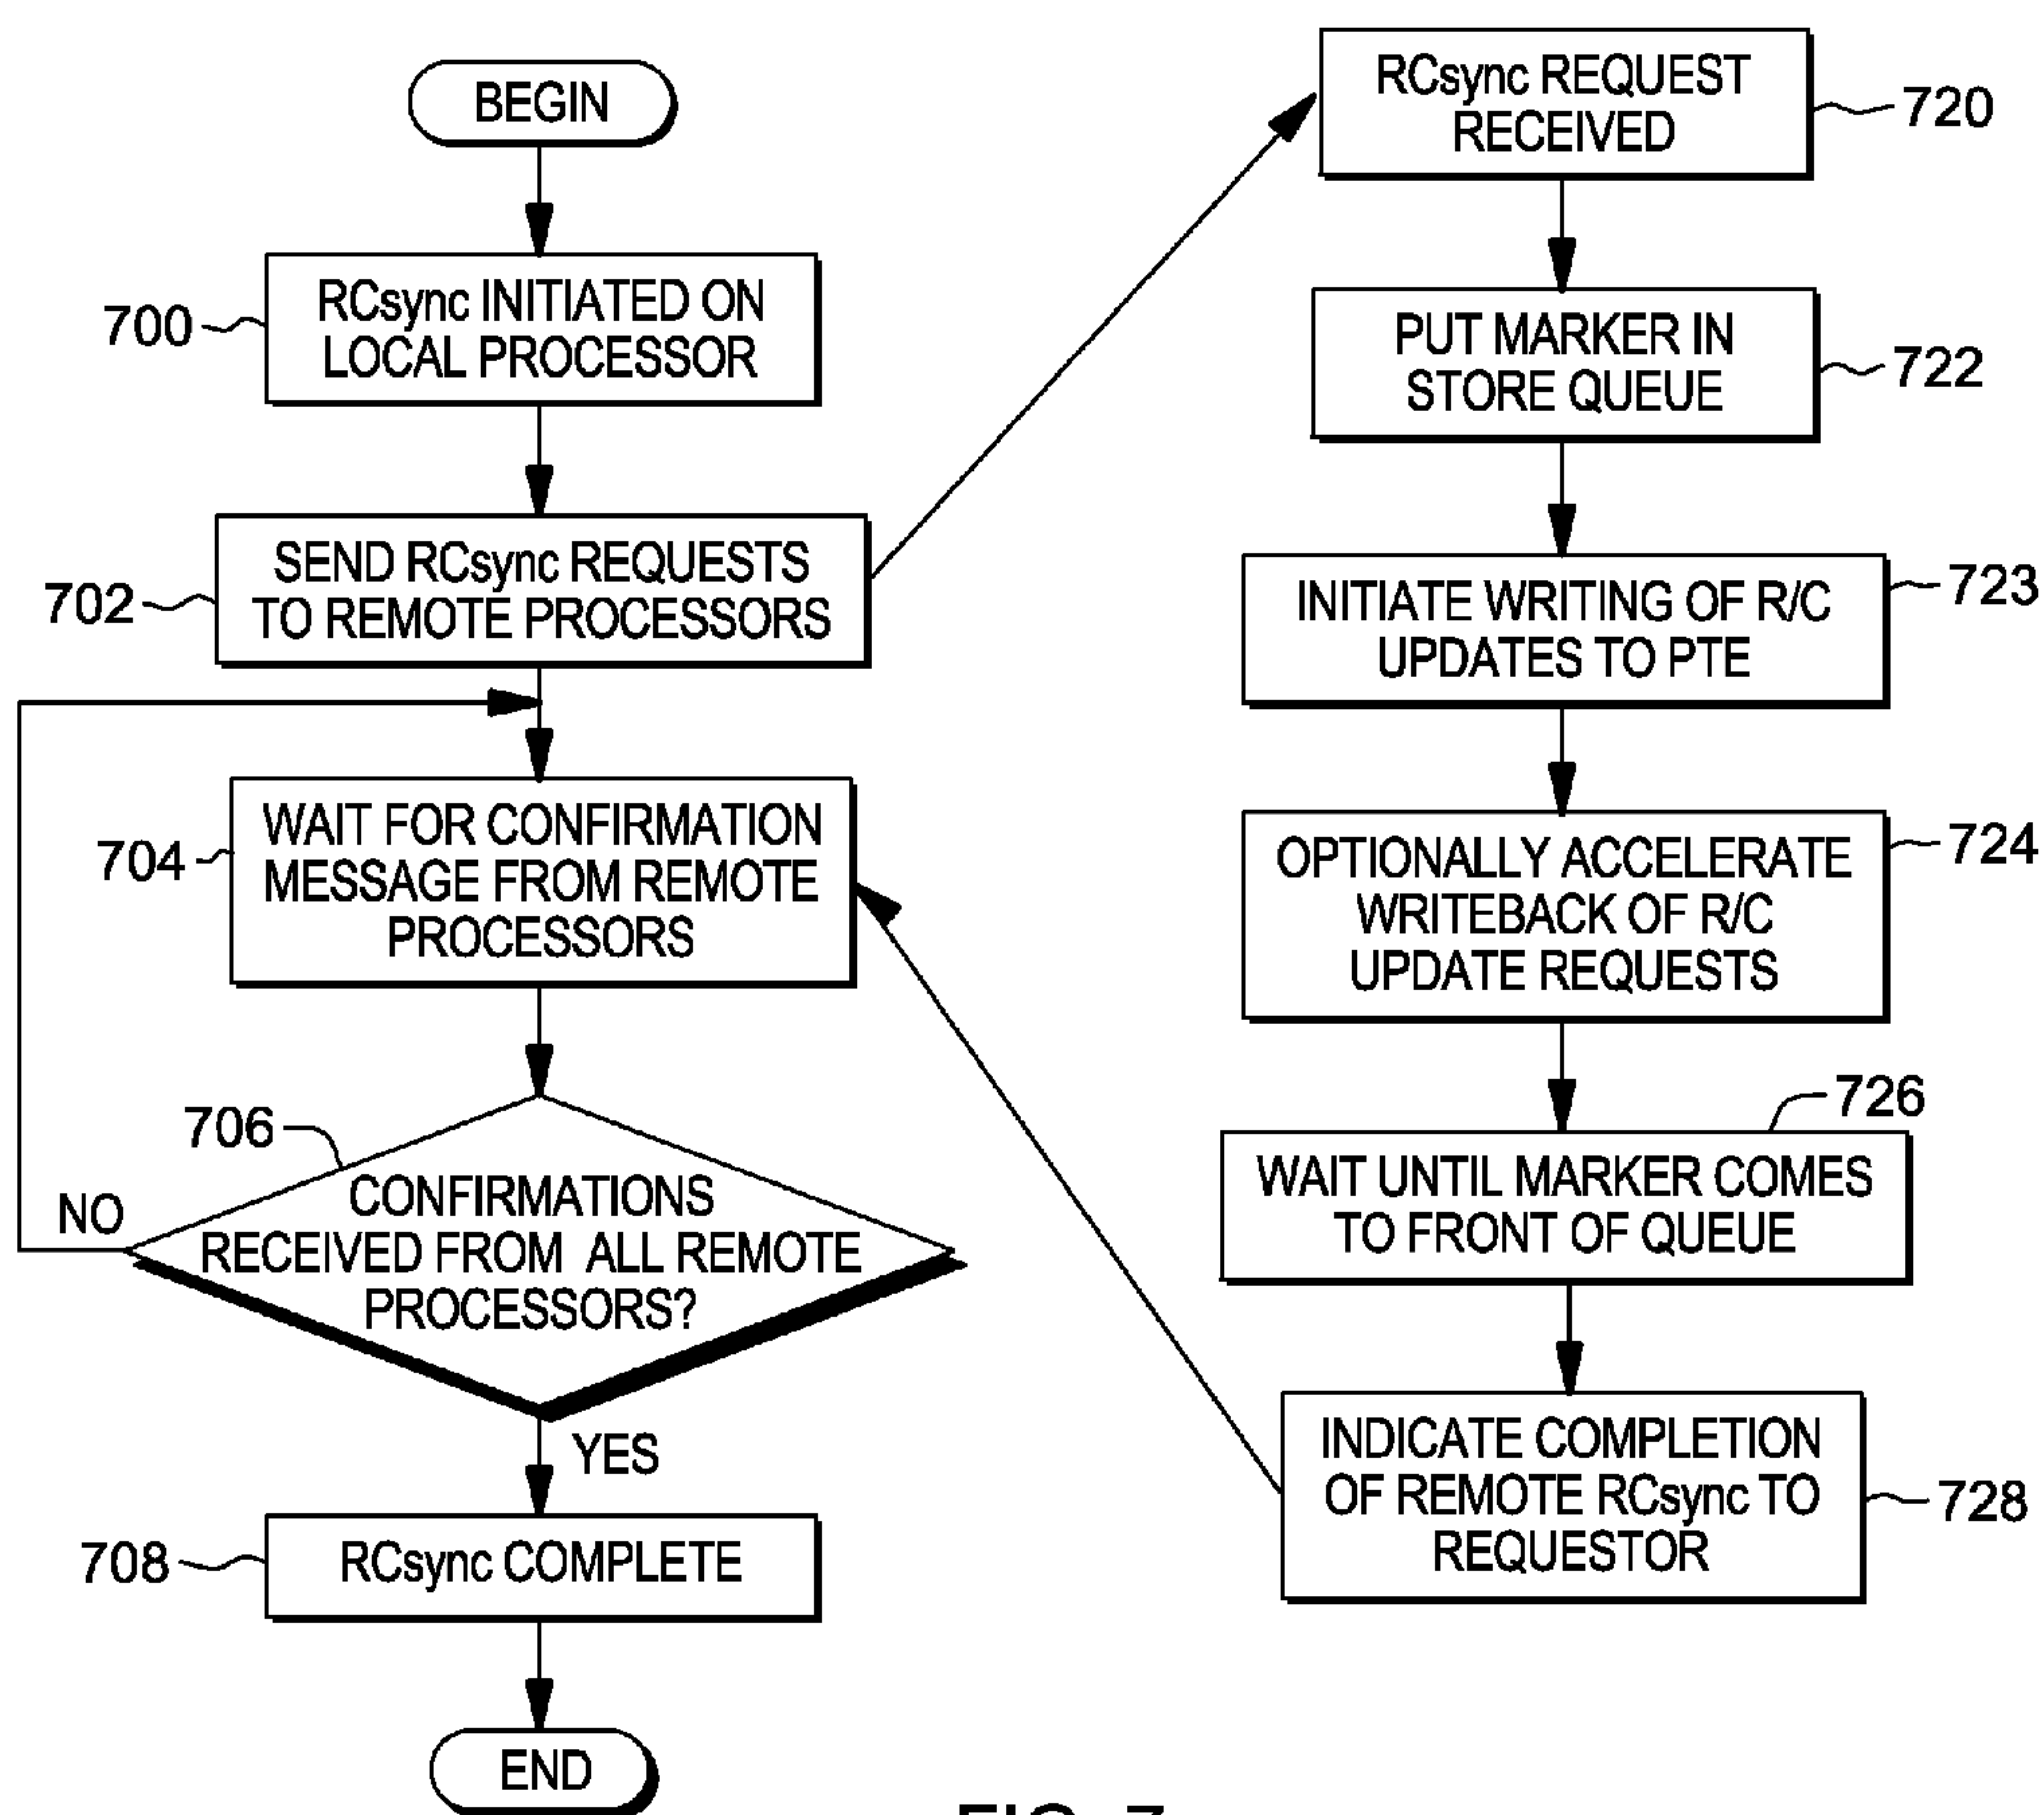 BEGIN
700
RCsync INITIATED ON
LOCAL PROCESSOR
702
SEND RCsync REQUESTS
TO REMOTE PROCESSORS
704
WAIT FOR CONFIRMATION
MESSAGE FROM REMOTE
PROCESSORS
706
NO
CONFIRMATIONS
RECEIVED FROM ALL REMOTE
PROCESSORS?
YES
708
RCsync COMPLETE
END
RCsync REQUEST
RECEIVED
720
PUT MARKER IN
STORE QUEUE
722
INITIATE WRITING OF R/C
UPDATES TO PTE
723
OPTIONALLY ACCELERATE
WRITEBACK OF R/C
UPDATE REQUESTS
724
726
WAIT UNTIL MARKER COMES
TO FRONT OF QUEUE
INDICATE COMPLETION
OF REMOTE RCsync TO
REQUESTOR
728